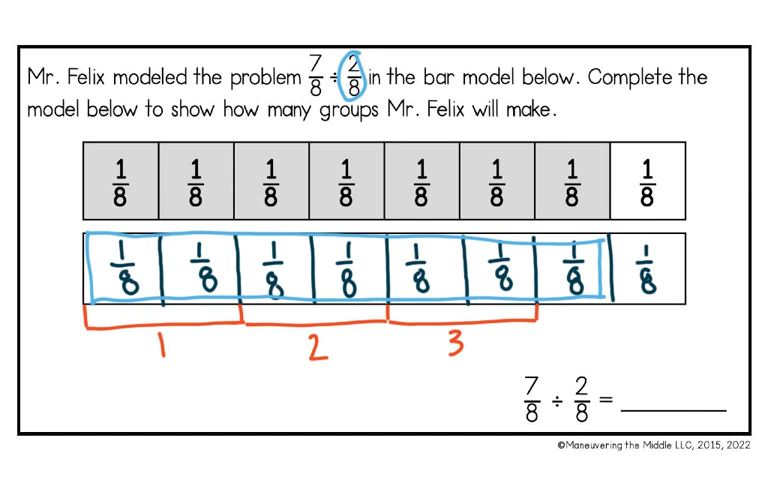 Mr. Felix modeled the problem 7/8 ÷ 2/8 in the bar model below. Complete the
model below to show how many groups Mr. Felix will make.
1/8 1/8 1/8 1/8 1/8 1/8 1/8 1/8
1/8 1/8 1/8 1/8 1/8 1/8 1/8 1/8
1 2 3
7/8 ÷ 2/8 = ________
©Maneuvering the Middle LLC, 2015, 2022